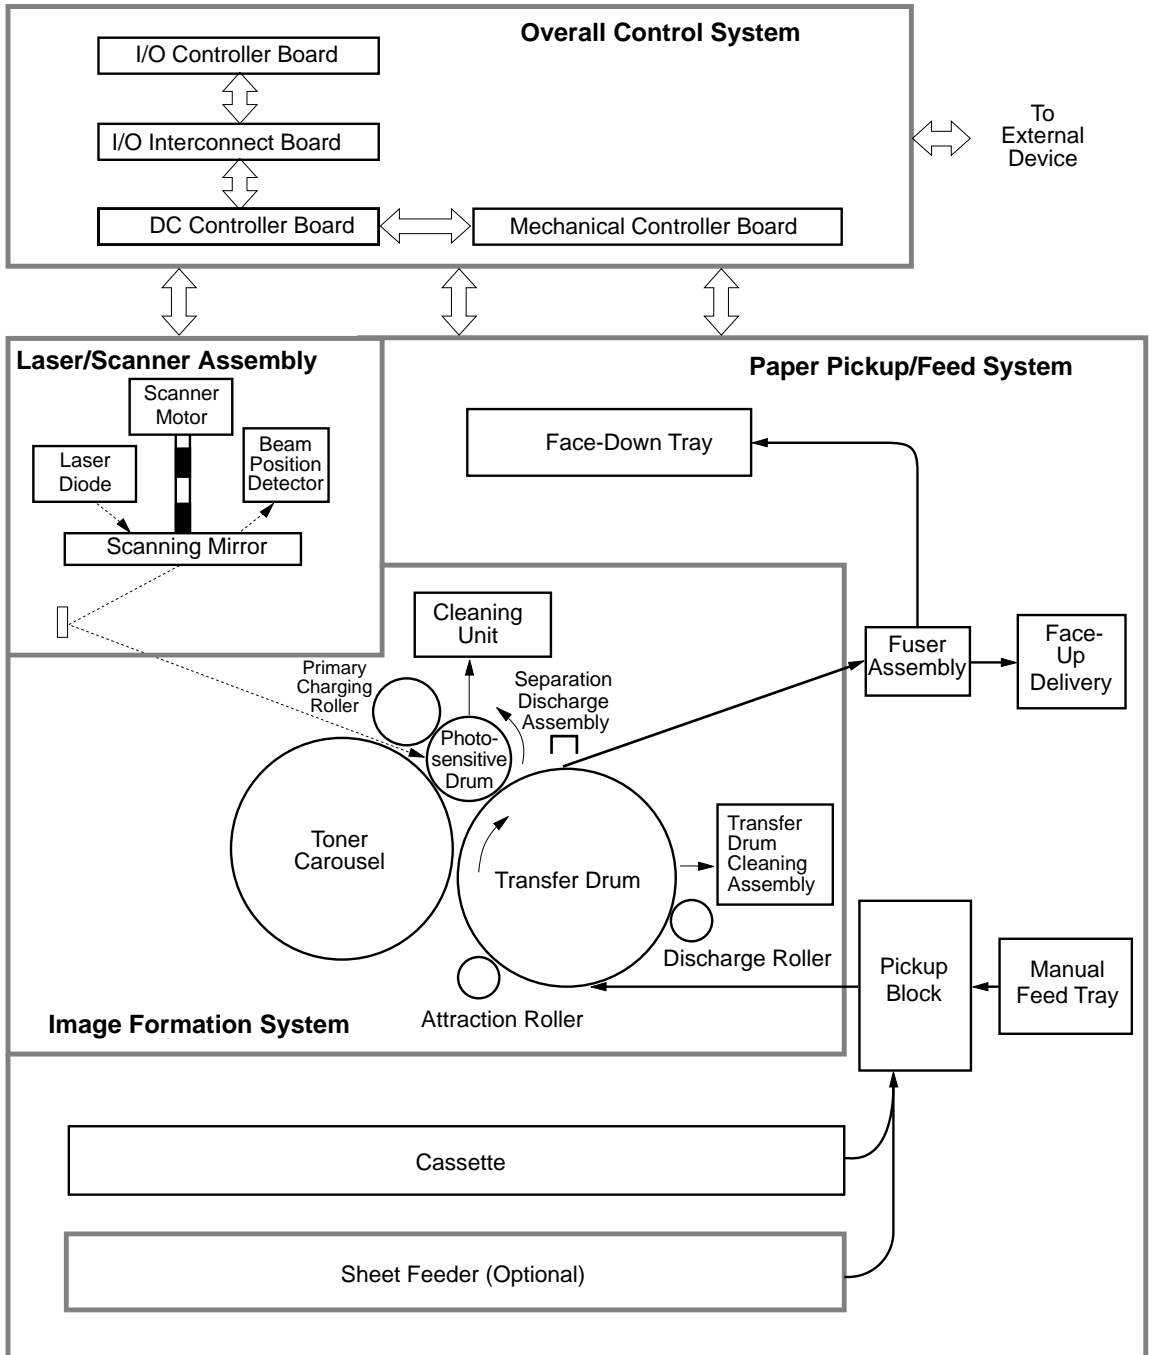 Overall Control System
I/O Controller Board
I/O Interconnect Board
DC Controller Board
Mechanical Controller Board
To
External
Device
Laser/Scanner Assembly
Scanner
Motor
Laser
Diode
Beam
Position
Detector
Scanning Mirror
Paper Pickup/Feed System
Face-Down Tray
Cleaning
Unit
Primary
Charging
Roller
Separation
Discharge
Assembly
Photo-
sensitive
Drum
Fuser
Assembly
Face-
Up
Delivery
Toner
Carousel
Transfer Drum
Transfer
Drum
Cleaning
Assembly
Discharge Roller
Attraction Roller
Image Formation System
Pickup
Block
Manual
Feed Tray
Cassette
Sheet Feeder (Optional)